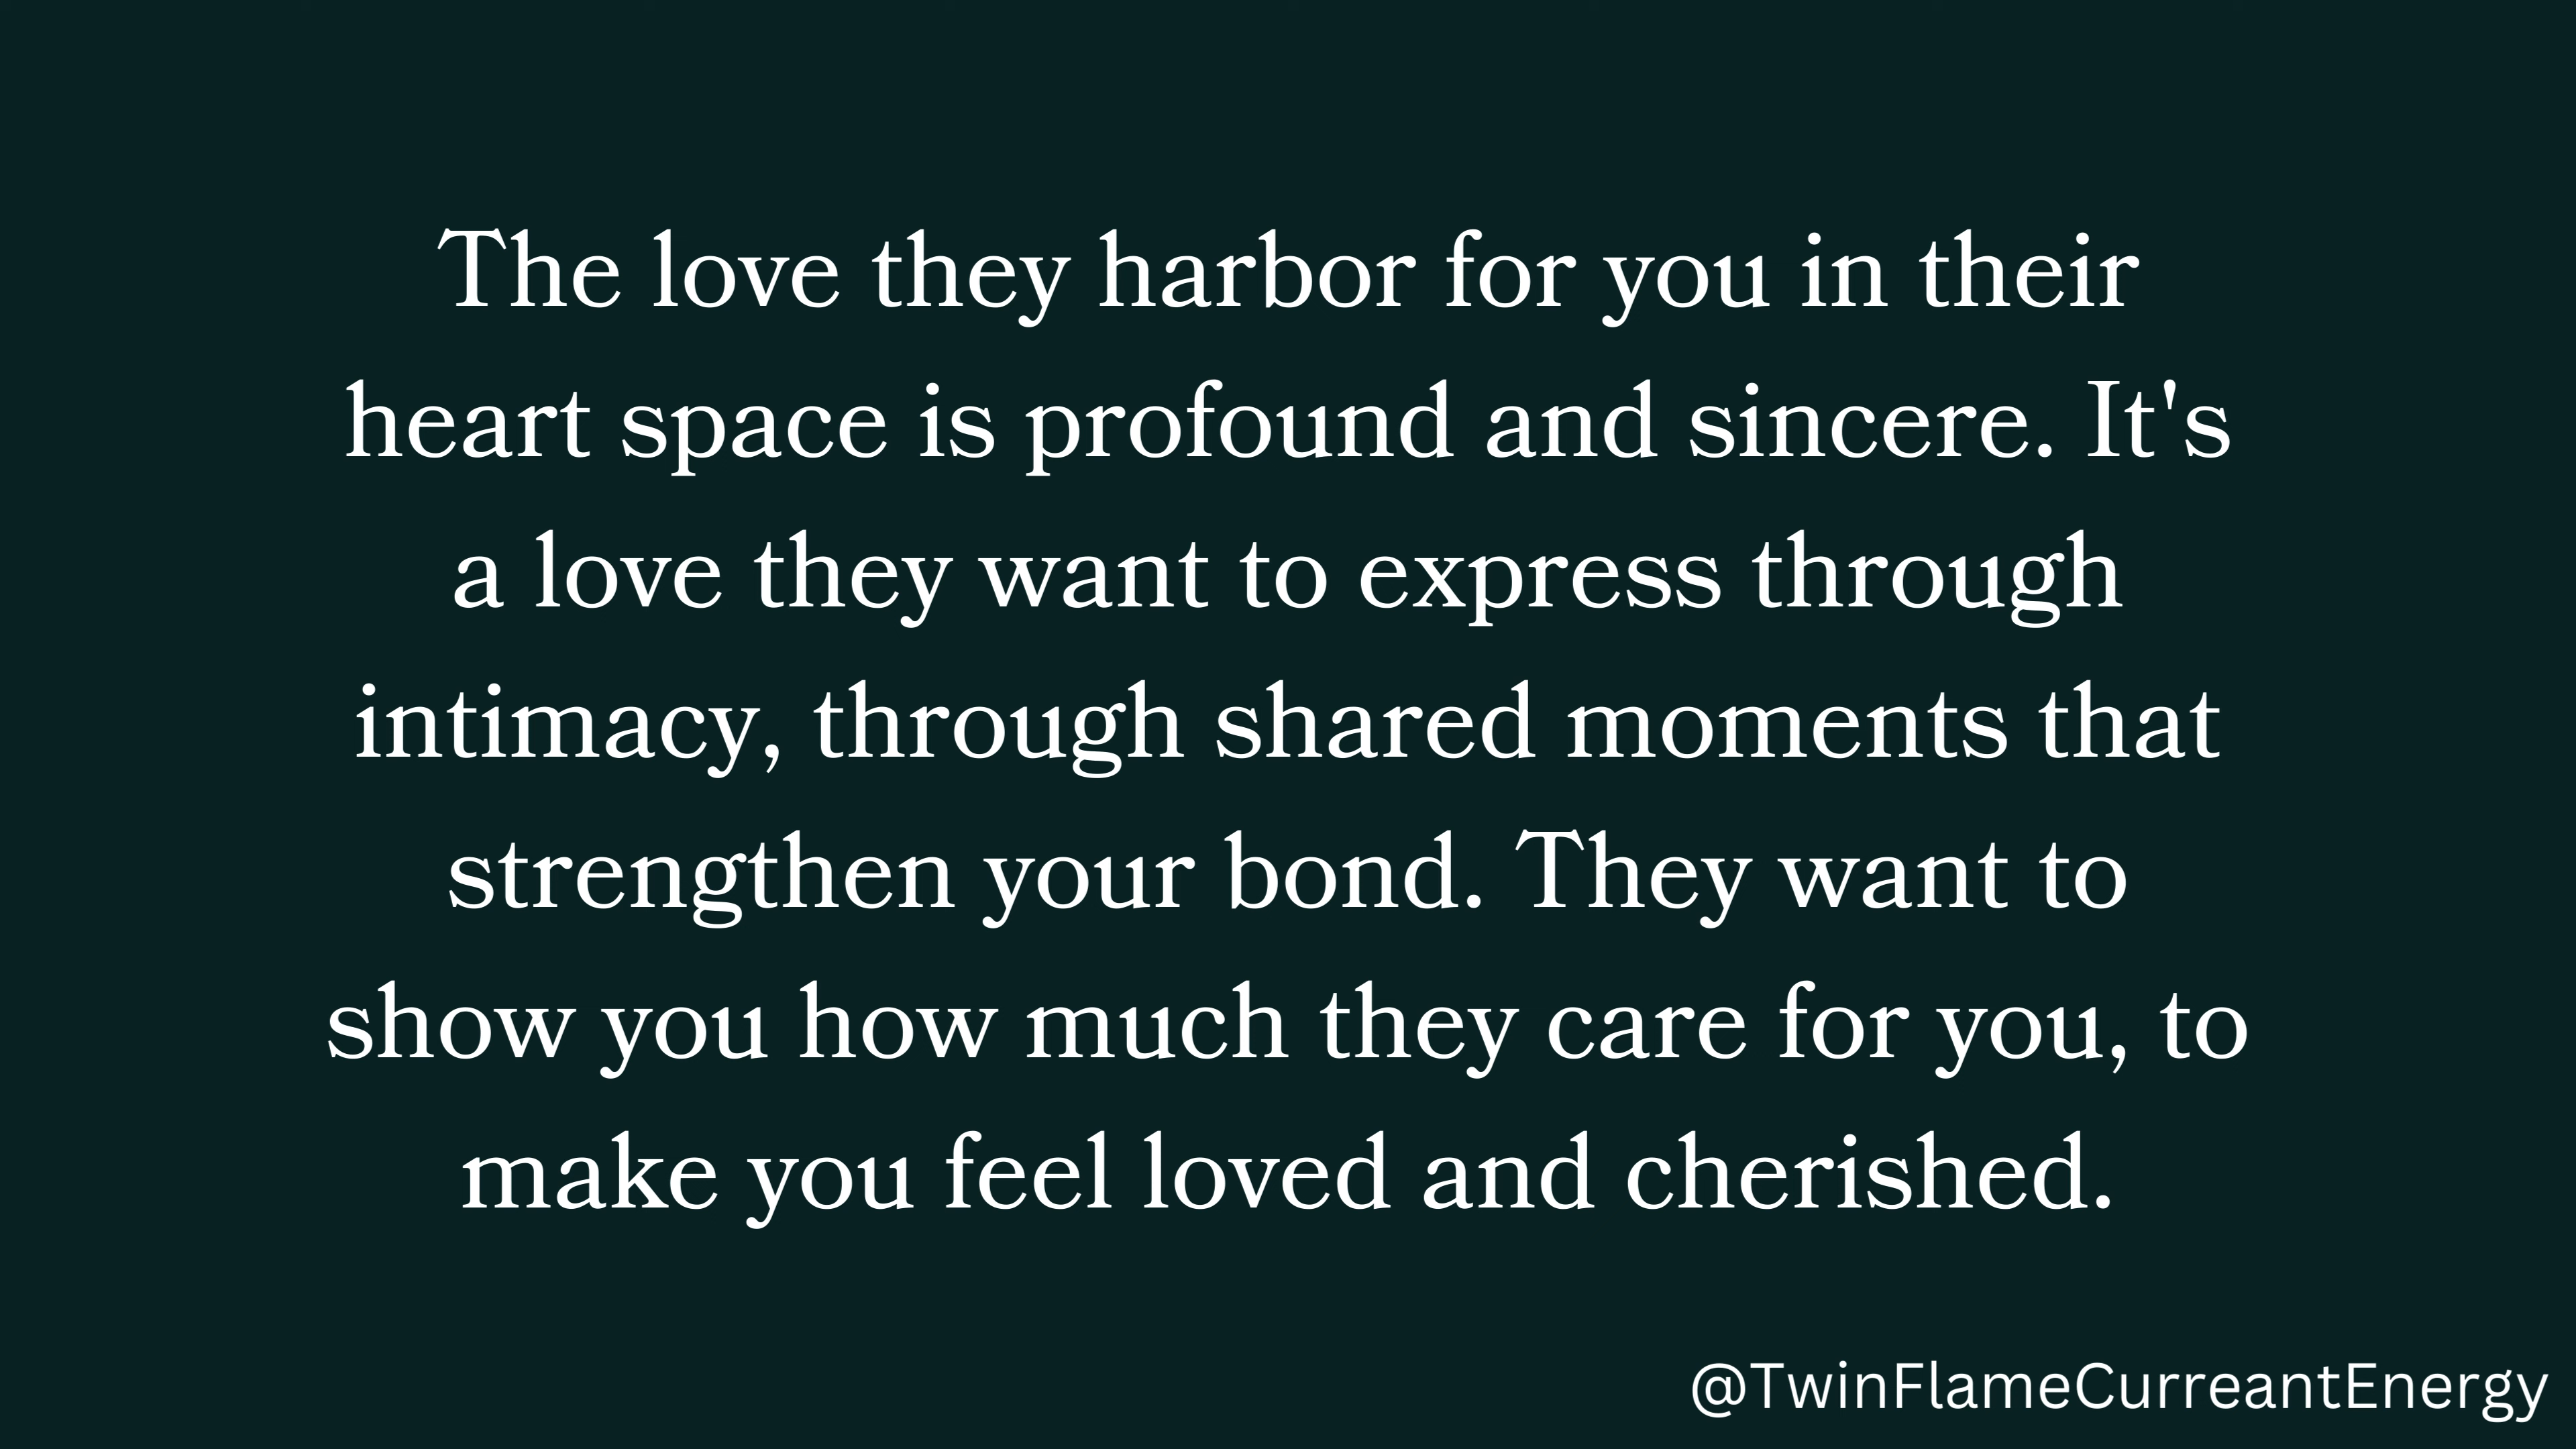 The love they harbor for you in their
heart space is profound and sincere. It's
a love they want to express through
intimacy, through shared moments that
strengthen your bond. They want to
show you how much they care for you, to
make you feel loved and cherished.
@TwinFlameCurreantEnergy